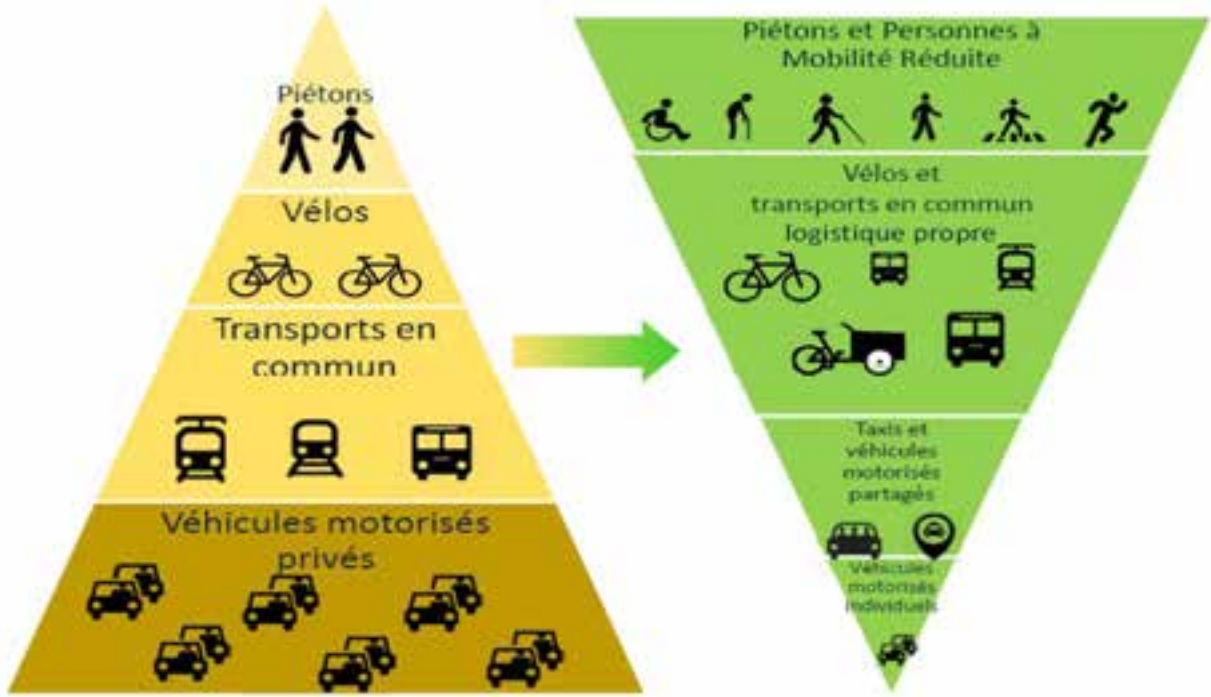 Piétons
Vélos
Transports en
commun
Véhicules motorisés
privés
Piétons et Personnes à
Mobilité Réduite
Vélos et
transports en commun
logistique propre
Taxis et
véhicules
motorisés
partagés
Véhicules
motorisés
individuels